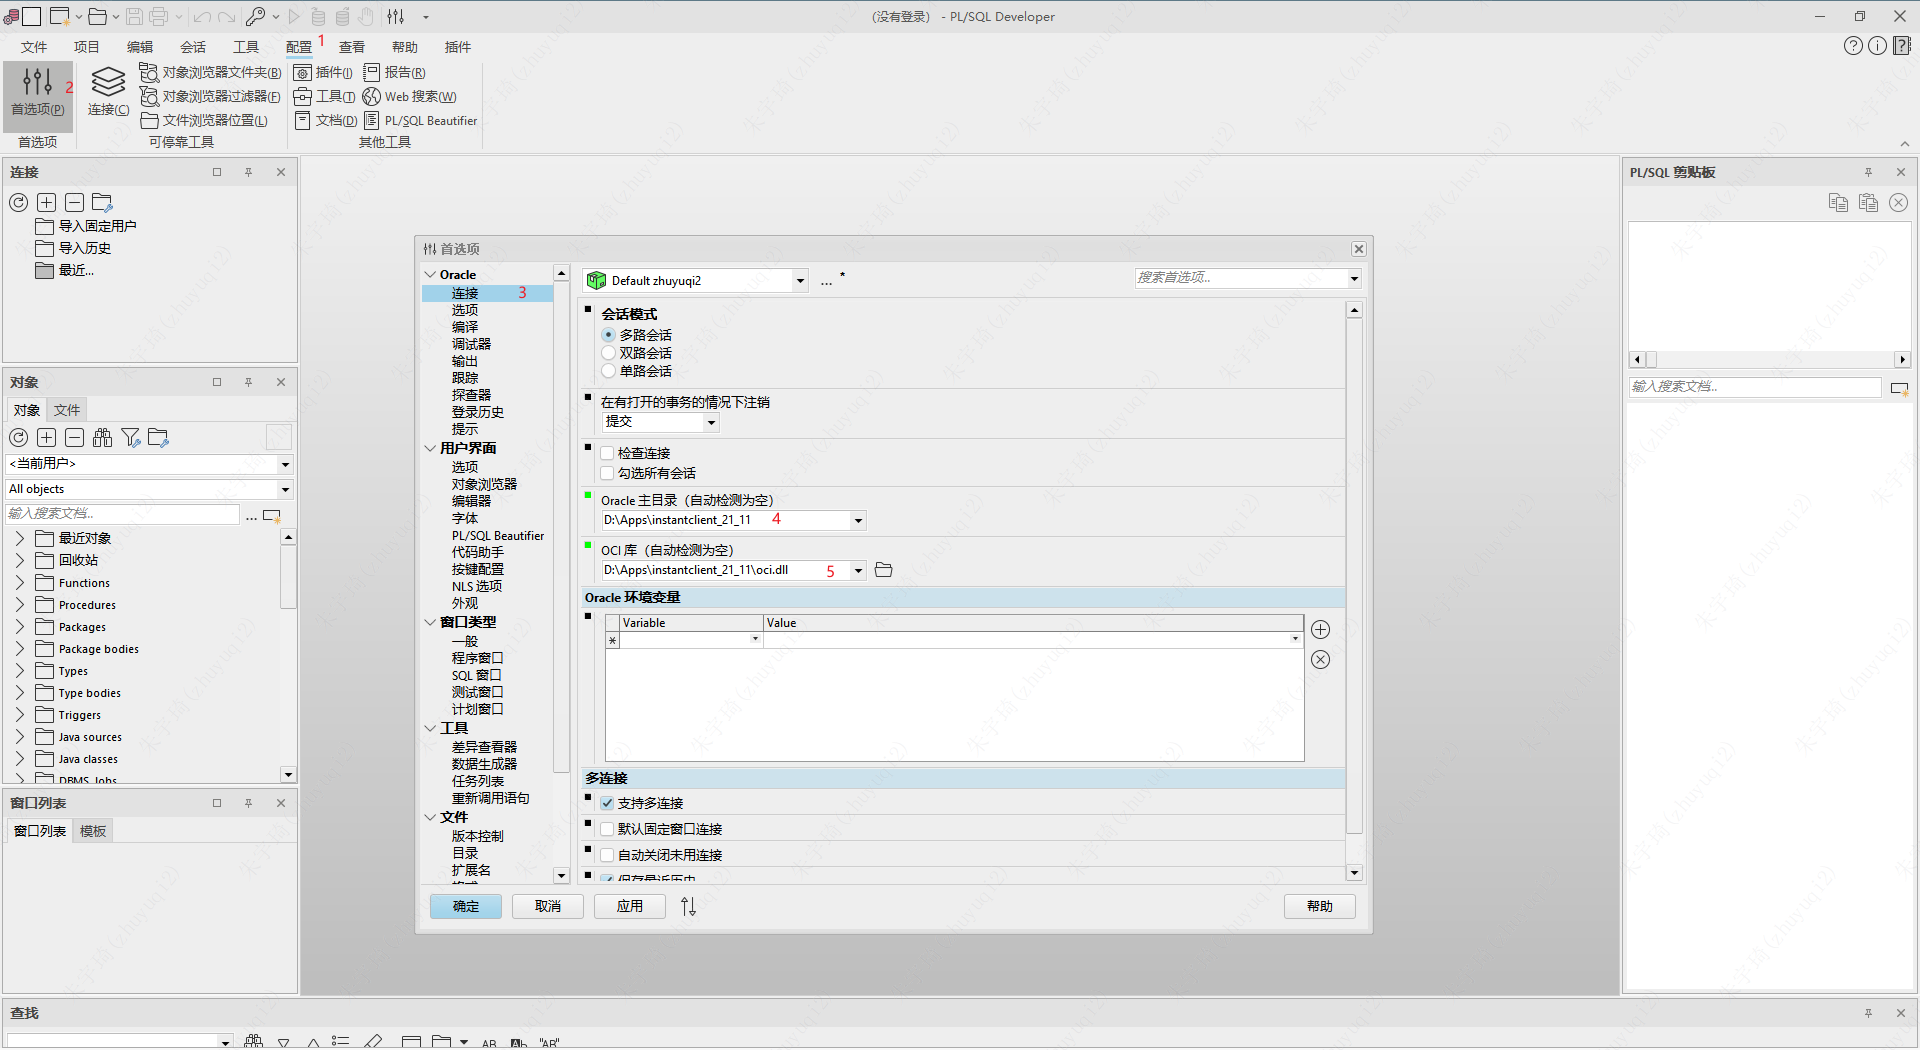 (没有登录) - PL/SQL Developer
文件 项目 编辑 会话 工具 配置 1 查看 帮助 插件
首选项(P) 2
连接(C)
对象浏览器文件夹(B)
对象浏览器过滤器(F)
文件浏览器位置(L)
插件(I)
工具(T)
文档(D)
报告(R)
Web 搜索(W)
PL/SQL Beautifier
首选项 可停靠工具 其他工具
连接
导入固定用户
导入历史
最近...
对象
对象 文件
<当前用户>
All objects
输入搜索文档...
...
最近对象
回收站
Functions
Procedures
Packages
Package bodies
Types
Type bodies
Triggers
Java sources
Java classes
DBMS Jobs
窗口列表
窗口列表 模板
首选项
Oracle
连接 3
选项
编译
调试器
输出
跟踪
探查器
登录历史
提示
用户界面
选项
对象浏览器
编辑器
字体
PL/SQL Beautifier
代码助手
按键配置
NLS 选项
外观
窗口类型
一般
程序窗口
SQL 窗口
测试窗口
计划窗口
工具
差异查看器
数据生成器
任务列表
重新调用语句
文件
版本控制
目录
扩展名
格式
Default zhuyuqi2 ... *
搜索首选项...
会话模式
多路会话
双路会话
单路会话
在有打开的事务的情况下注销
提交
检查连接
勾选所有会话
Oracle 主目录（自动检测为空）
D:\Apps\instantclient_21_11 4
OCI 库（自动检测为空）
D:\Apps\instantclient_21_11\oci.dll 5
Oracle 环境变量
Variable Value
多连接
支持多连接
默认固定窗口连接
自动关闭未用连接
保存最近历史
确定 取消 应用 帮助
PL/SQL 剪贴板
输入搜索文档...
查找
AB Ab "AB"
朱宇琦(zhuyuqi2)